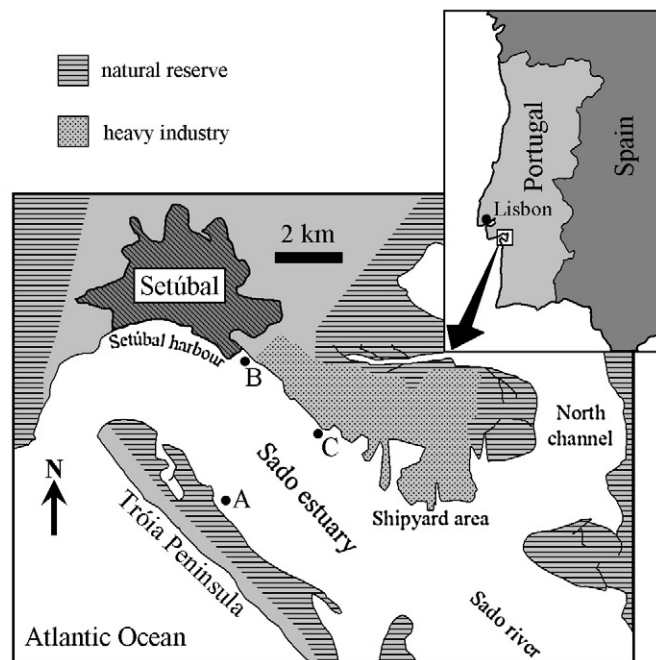 natural reserve
heavy industry
Portugal
Spain
Lisbon
2 km
Setúbal
Setúbal harbour
B
C
North
channel
N
A
Sado estuary
Shipyard area
Tróia Peninsula
Sado river
Atlantic Ocean